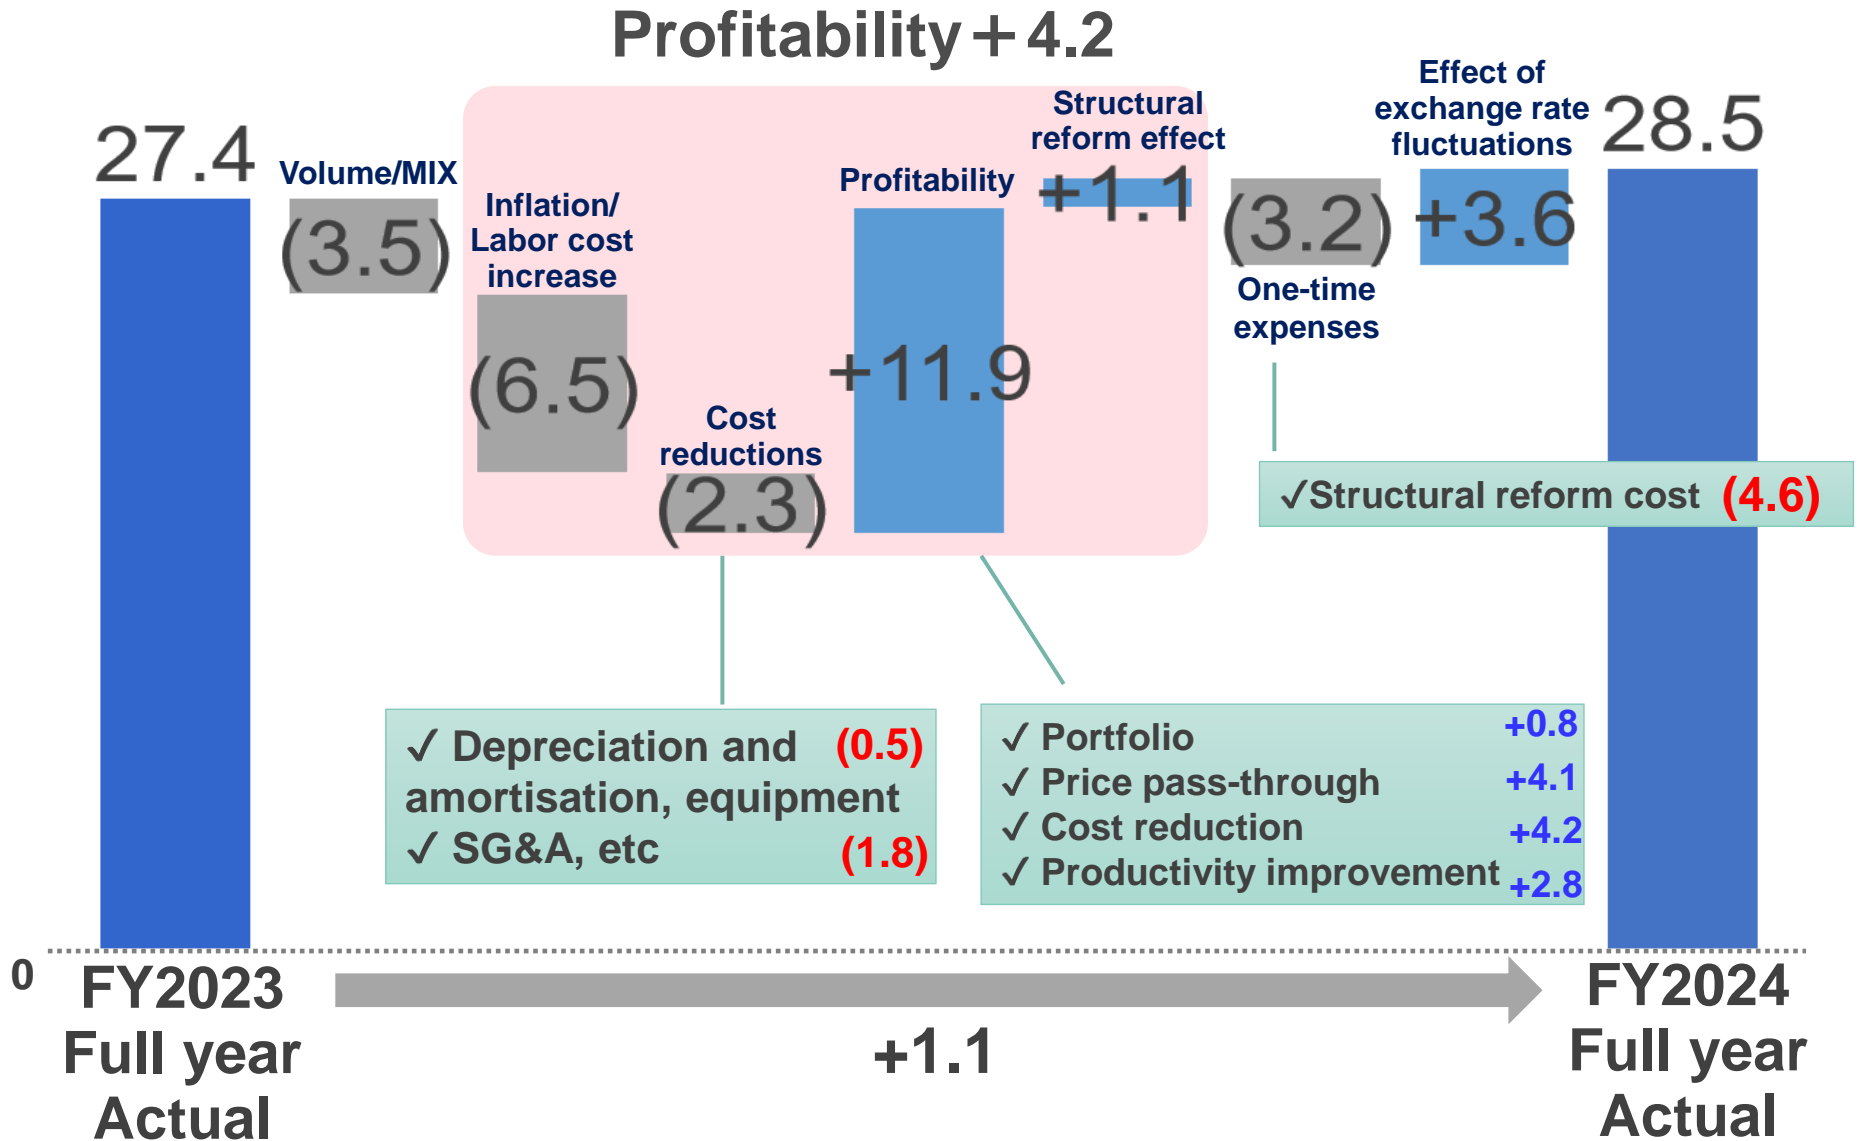 Profitability＋4.2
27.4
Volume/MIX
(3.5)
Inflation/
Labor cost
increase
(6.5)
Cost
reductions
(2.3)
Profitability
+11.9
Structural
reform effect
+1.1
(3.2)
One-time
expenses
Effect of
exchange rate
fluctuations
+3.6
28.5
✓Structural reform cost (4.6)
✓ Depreciation and (0.5)
amortisation, equipment
✓ SG&A, etc (1.8)
✓ Portfolio +0.8
✓ Price pass-through +4.1
✓ Cost reduction +4.2
✓ Productivity improvement +2.8
0
FY2023
Full year
Actual
+1.1
FY2024
Full year
Actual